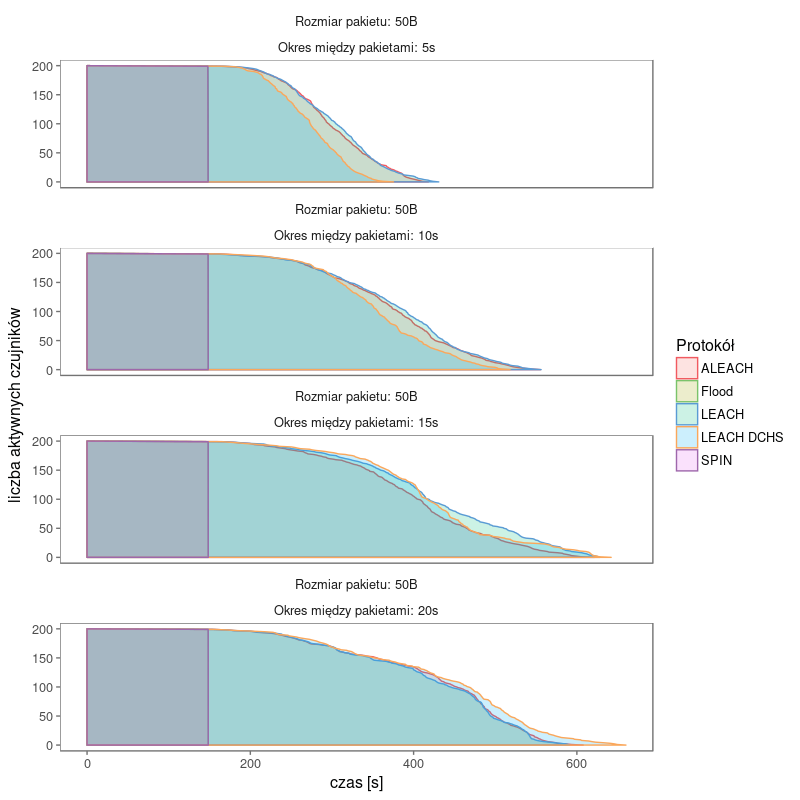 Rozmiar pakietu: 50B
Okres między pakietami: 5s
200
150
100
50
0
Rozmiar pakietu: 50B
Okres między pakietami: 10s
200
150
100
50
0
Rozmiar pakietu: 50B
Okres między pakietami: 15s
200
150
100
50
0
Rozmiar pakietu: 50B
Okres między pakietami: 20s
200
150
100
50
0
0 200 400 600
czas [s]
liczba aktywnych czujników
Protokół
ALEACH
Flood
LEACH
LEACH DCHS
SPIN